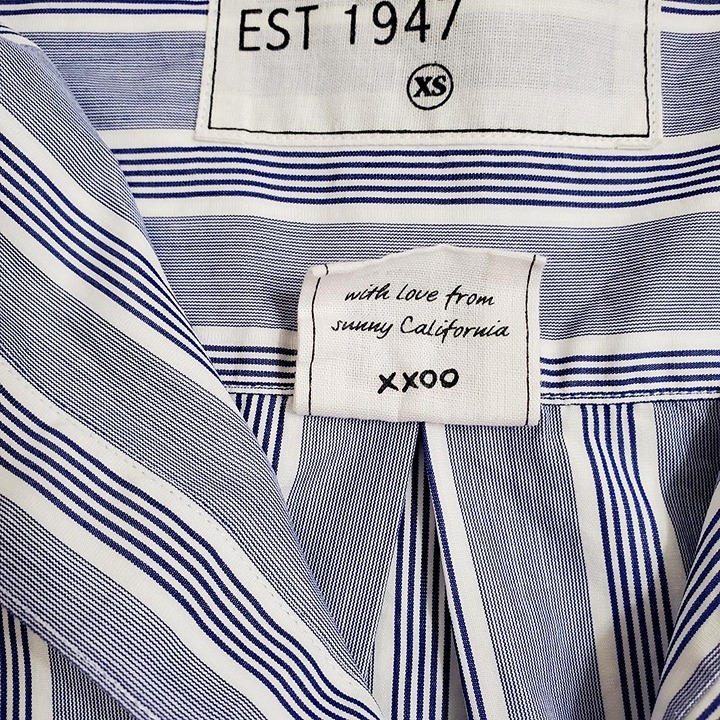 EST 1947
XS
with love from
sunny California
xxoo